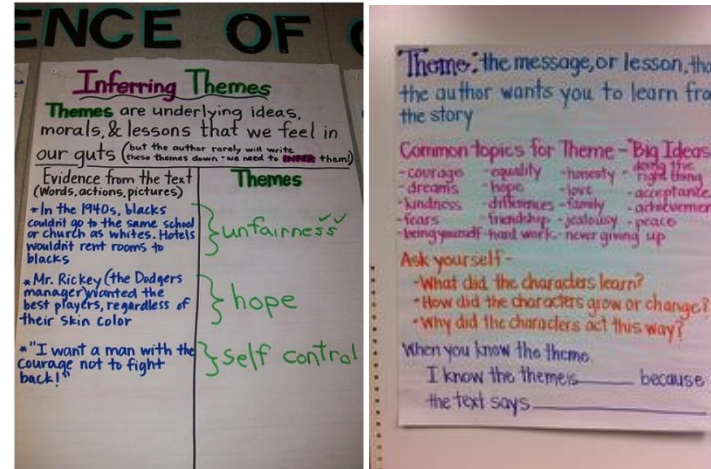 ENCE OF
Inferring Themes
Themes are underlying ideas,
morals, & lessons that we feel in
our guts (but the author rarely will write
these themes down - we need to INFER them!)
Evidence from the text
(Words, actions, pictures)
*In the 1940s, blacks
couldn't go to the same school
or church as whites. Hotels
wouldn't rent rooms to
blacks
*Mr. Rickey (the Dodgers
manager) wanted the
best players, regardless of
their skin color
*"I want a man with the
courage not to fight
back!"
Themes
unfairness
hope
self control
Theme: the message, or lesson, tha
the author wants you to learn fro
the story
Common topics for Theme - "Big Ideas
-courage -equality -honesty -doing the right thing
-dreams -hope -love -acceptance
-kindness differences -family -achievemen
-fears friendship -jealousy -peace
-being yourself -hard work -never giving up
Ask yourself -
-What did the characters learn?
-How did the characters grow or change?
-Why did the characters act this way?
When you know the theme.
I know the theme is ______ because
the text says ______